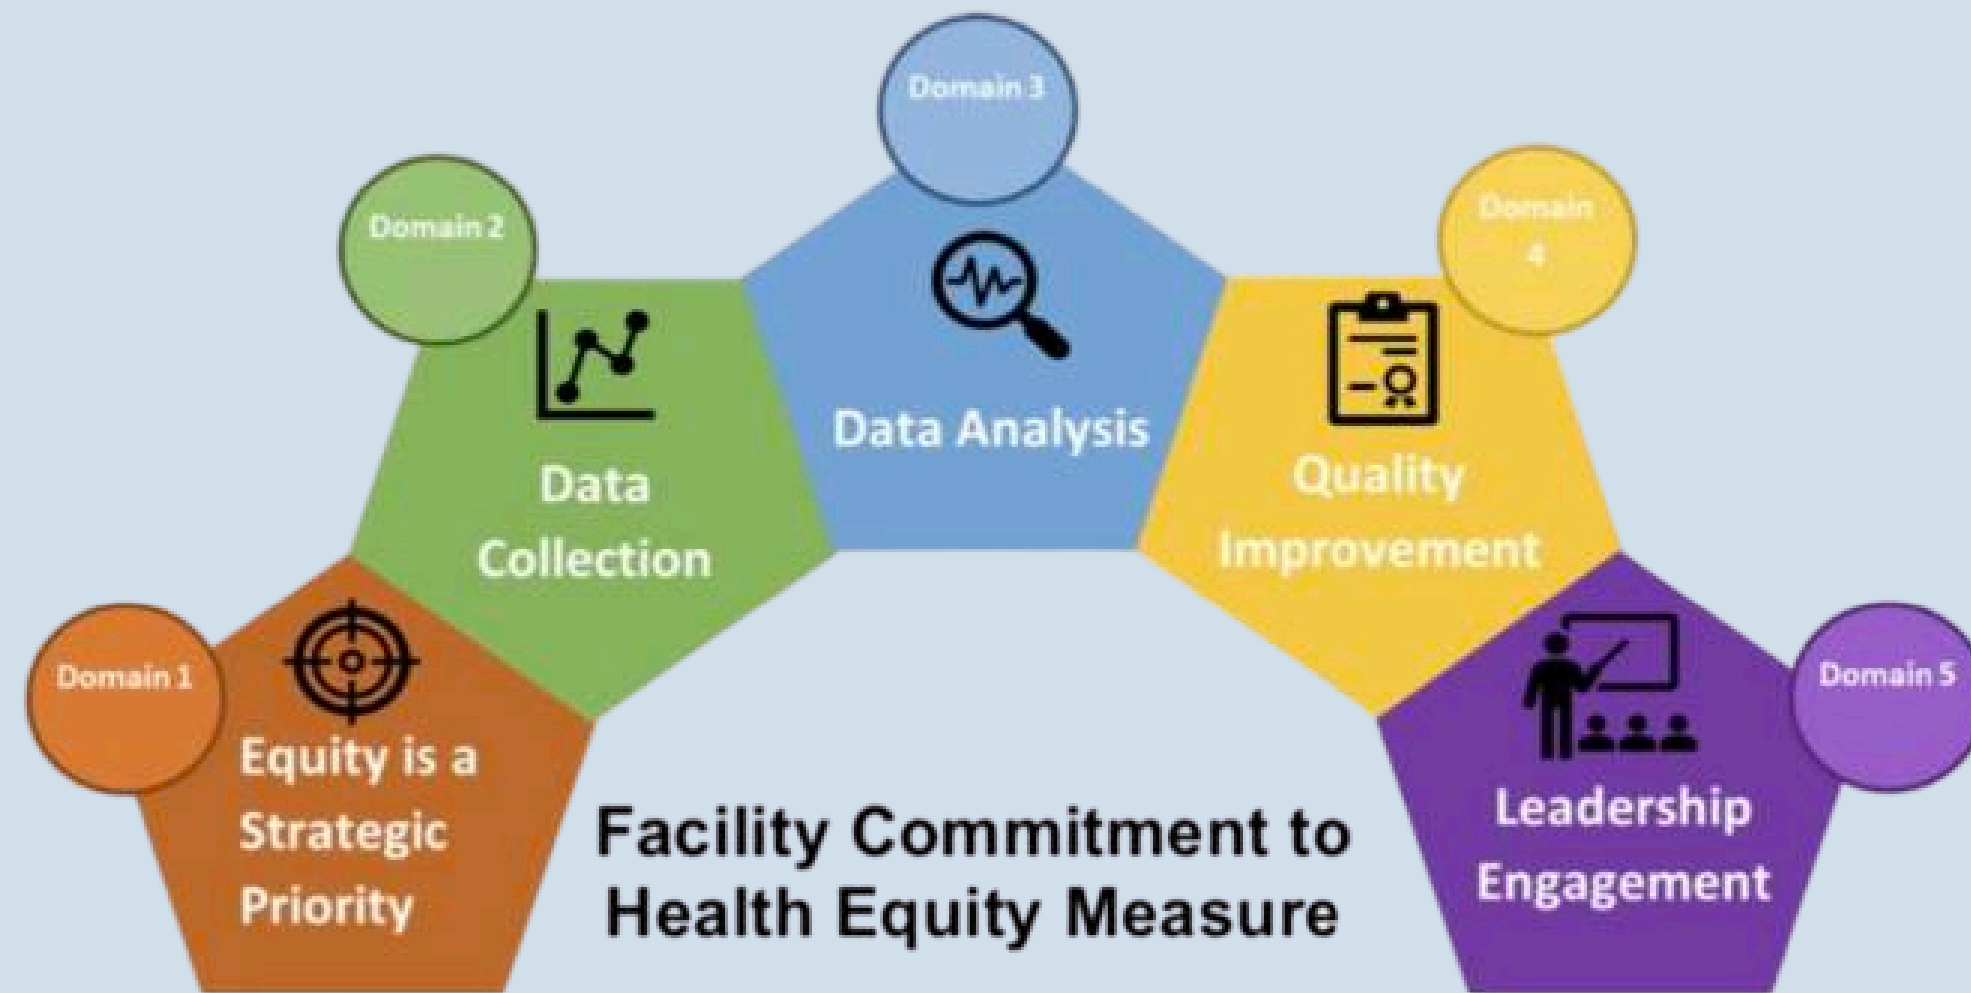 Domain 1
Equity is a
Strategic
Priority
Domain 2
Data
Collection
Domain 3
Data Analysis
Domain
4
Quality
Improvement
Domain 5
Leadership
Engagement
Facility Commitment to
Health Equity Measure